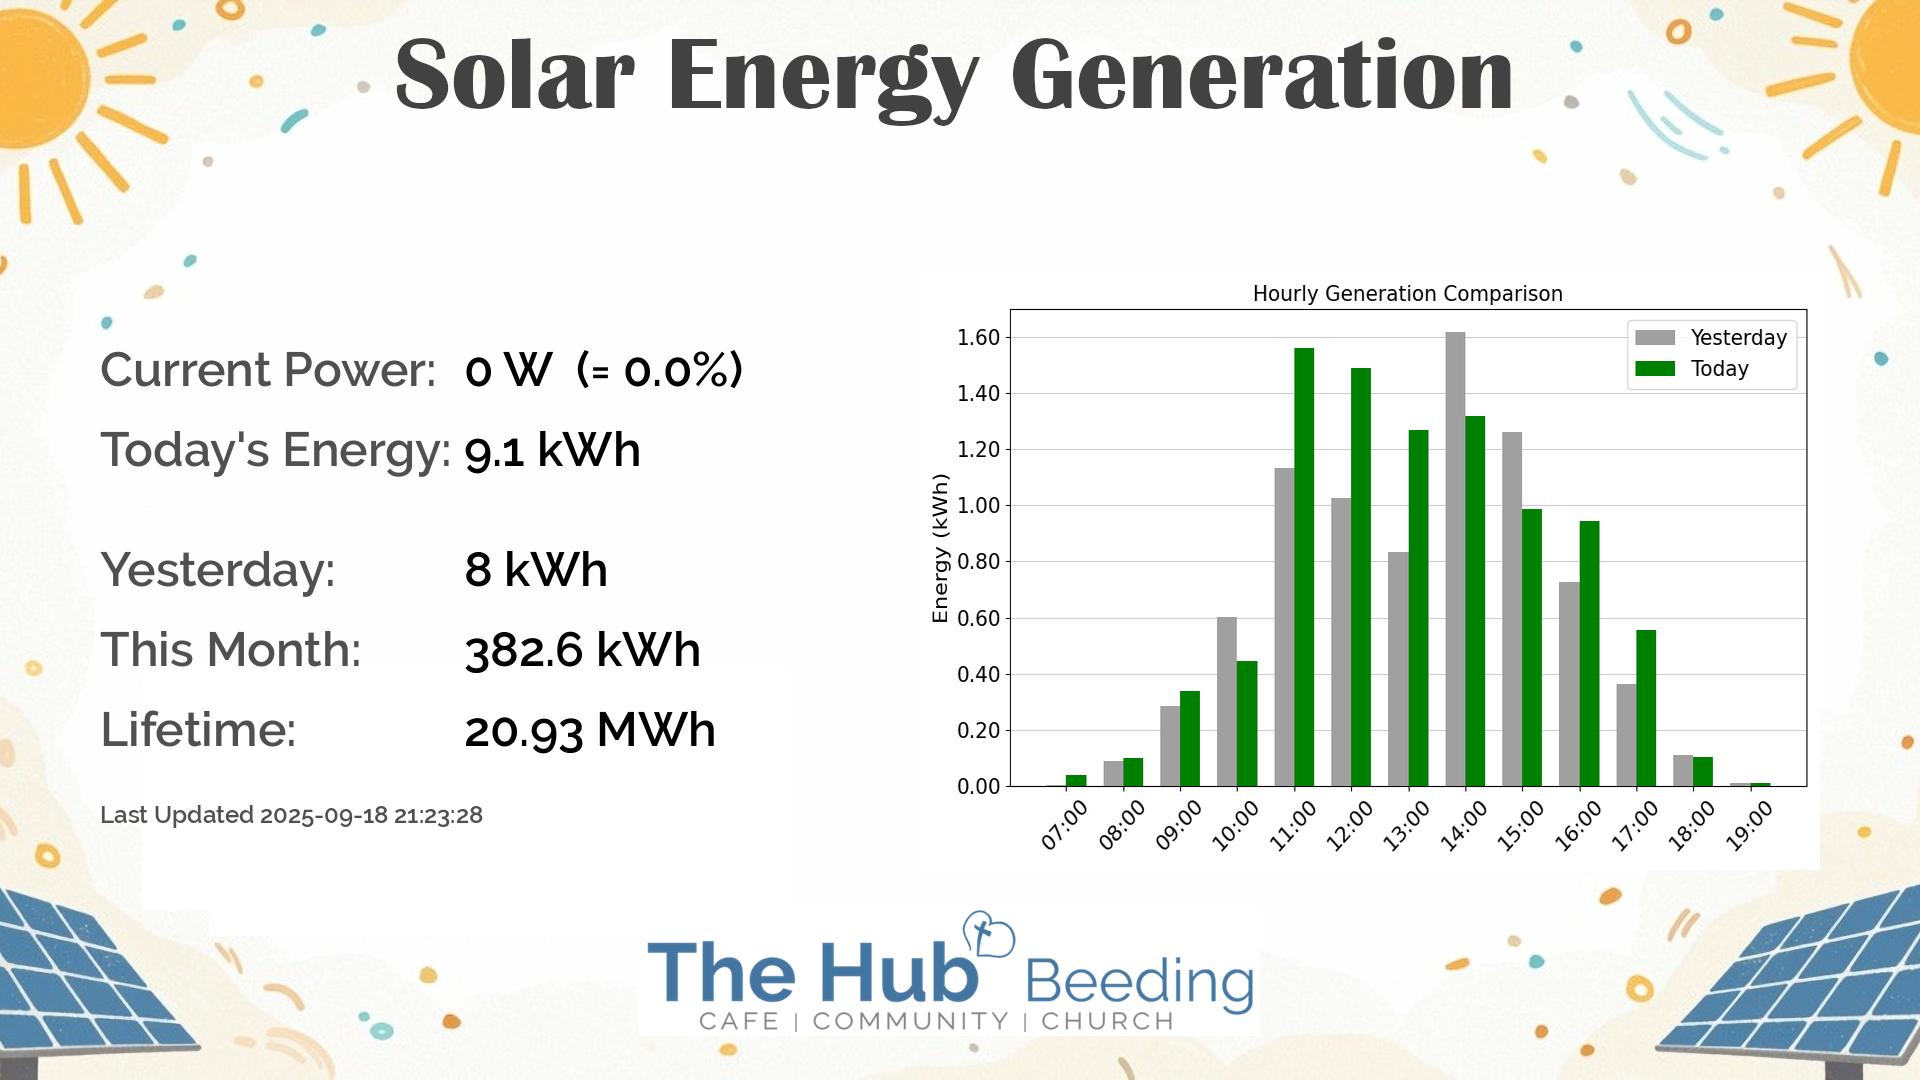 Solar Energy Generation
Current Power: 0 W (= 0.0%)
Today's Energy: 9.1 kWh
Yesterday: 8 kWh
This Month: 382.6 kWh
Lifetime: 20.93 MWh
Last Updated 2025-09-18 21:23:28
Hourly Generation Comparison
Yesterday
Today
Energy (kWh)
1.60
1.40
1.20
1.00
0.80
0.60
0.40
0.20
0.00
07:00 08:00 09:00 10:00 11:00 12:00 13:00 14:00 15:00 16:00 17:00 18:00 19:00
The Hub Beeding
CAFE | COMMUNITY | CHURCH